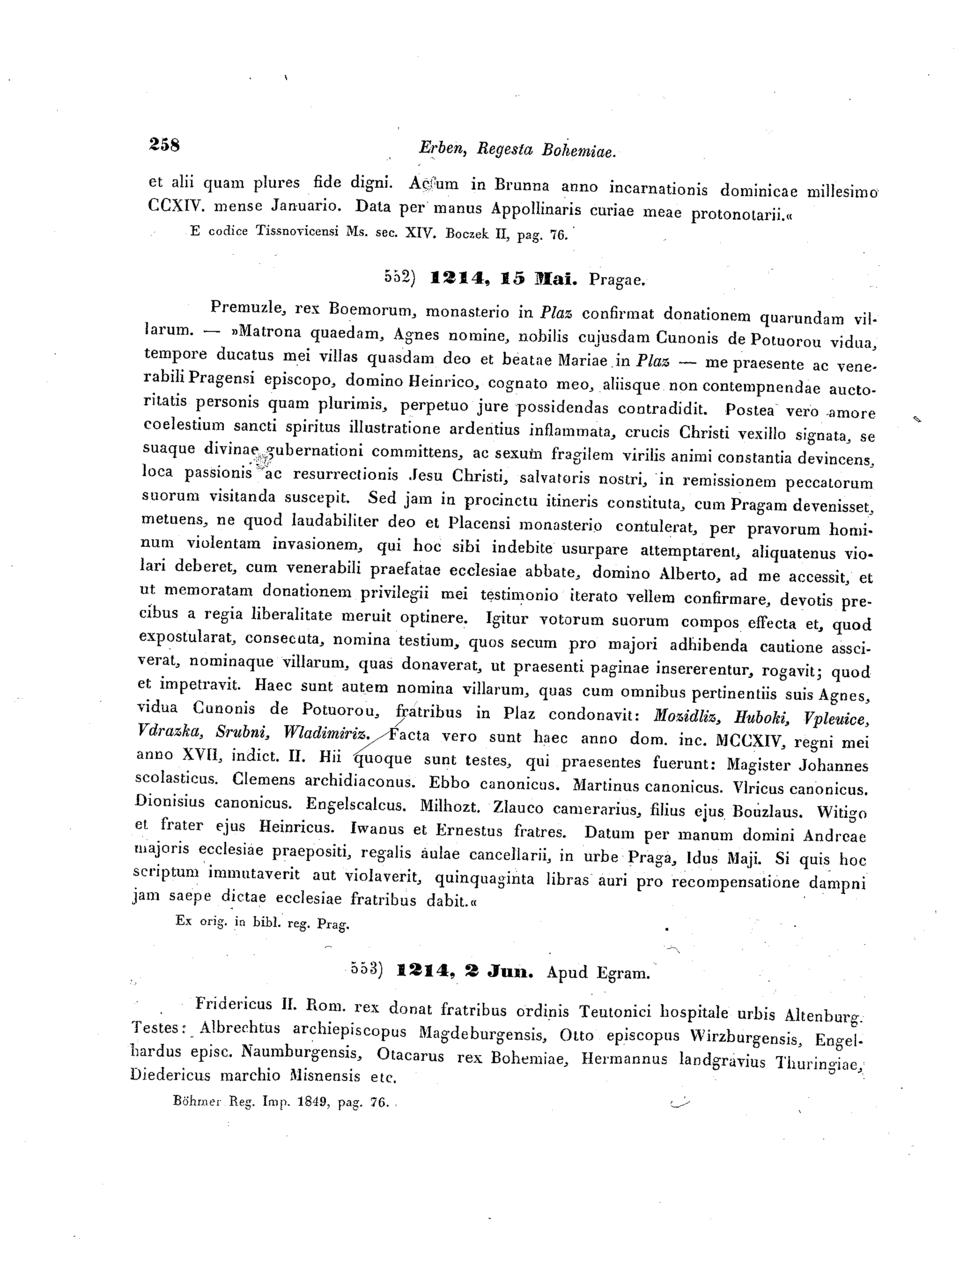 258 Erben, Regesta Bohemiae.
et alii quam plures fide digni. Actum in Brunna anno incarnationis dominicae millesimo
CCXIV. mense Januario. Data per manus Appollinaris curiae meae protonotarii.«
E codice Tissnovicensi Ms. sec. XIV. Boczek II, pag. 76.
552) 1214, 15 Mai. Pragae.
Premuzle, rex Boemorum, monasterio in Plaz confirmat donationem quarundam vil-
larum. — »Matrona quaedam, Agnes nomine, nobilis cujusdam Cunonis de Potuorou vidua,
tempore ducatus mei villas quasdam deo et beatae Mariae in Plaz — me praesente ac vene-
rabili Pragensi episcopo, domino Heinrico, cognato meo, aliisque non contempnendae aucto-
ritatis personis quam plurimis, perpetuo jure possidendas contradidit. Postea vero amore
coelestium sancti spiritus illustratione ardentius inflammata, crucis Christi vexillo signata, se
suaque divinae gubernationi committens, ac sexum fragilem virilis animi constantia devincens,
loca passionis ac resurrectionis Jesu Christi, salvatoris nostri, in remissionem peccatorum
suorum visitanda suscepit. Sed jam in procinctu itineris constituta, cum Pragam devenisset,
metuens, ne quod laudabiliter deo et Placensi monasterio contulerat, per pravorum homi-
num violentam invasionem, qui hoc sibi indebite usurpare attemptarent, aliquatenus vio-
lari deberet, cum venerabili praefatae ecclesiae abbate, domino Alberto, ad me accessit, et
ut memoratam donationem privilegii mei testimonio iterato vellem confirmare, devotis pre-
cibus a regia liberalitate meruit optinere. Igitur votorum suorum compos effecta et, quod
expostularat, consecuta, nomina testium, quos secum pro majori adhibenda cautione assci-
verat, nominaque villarum, quas donaverat, ut praesenti paginae insererentur, rogavit; quod
et impetravit. Haec sunt autem nomina villarum, quas cum omnibus pertinentiis suis Agnes,
vidua Cunonis de Potuorou, fratribus in Plaz condonavit: Mozidliz, Huboki, Vpleuice,
Vdrazka, Srubni, Wladimiriz. Facta vero sunt haec anno dom. inc. MCCXIV, regni mei
anno XVII, indict. II. Hii quoque sunt testes, qui praesentes fuerunt: Magister Johannes
scolasticus. Clemens archidiaconus. Ebbo canonicus. Martinus canonicus. Vlricus canonicus.
Dionisius canonicus. Engelscalcus. Milhozt. Zlauco camerarius, filius ejus Bouzlaus. Witigo
et frater ejus Heinricus. Iwanus et Ernestus fratres. Datum per manum domini Andreae
majoris ecclesiae praepositi, regalis aulae cancellarii, in urbe Praga, Idus Maji. Si quis hoc
scriptum immutaverit aut violaverit, quinquaginta libras auri pro recompensatione dampni
jam saepe dictae ecclesiae fratribus dabit.«
Ex orig. in bibl. reg. Prag.
553) 1214, 2 Jun. Apud Egram.
Fridericus II. Rom. rex donat fratribus ordinis Teutonici hospitale urbis Altenburg.
Testes: Albrechtus archiepiscopus Magdeburgensis, Otto episcopus Wirzburgensis, Engel-
hardus episc. Naumburgensis, Otacarus rex Bohemiae, Hermannus landgravius Thuringiae,
Diedericus marchio Misnensis etc.
Böhmer Reg. Imp. 1849, pag. 76.